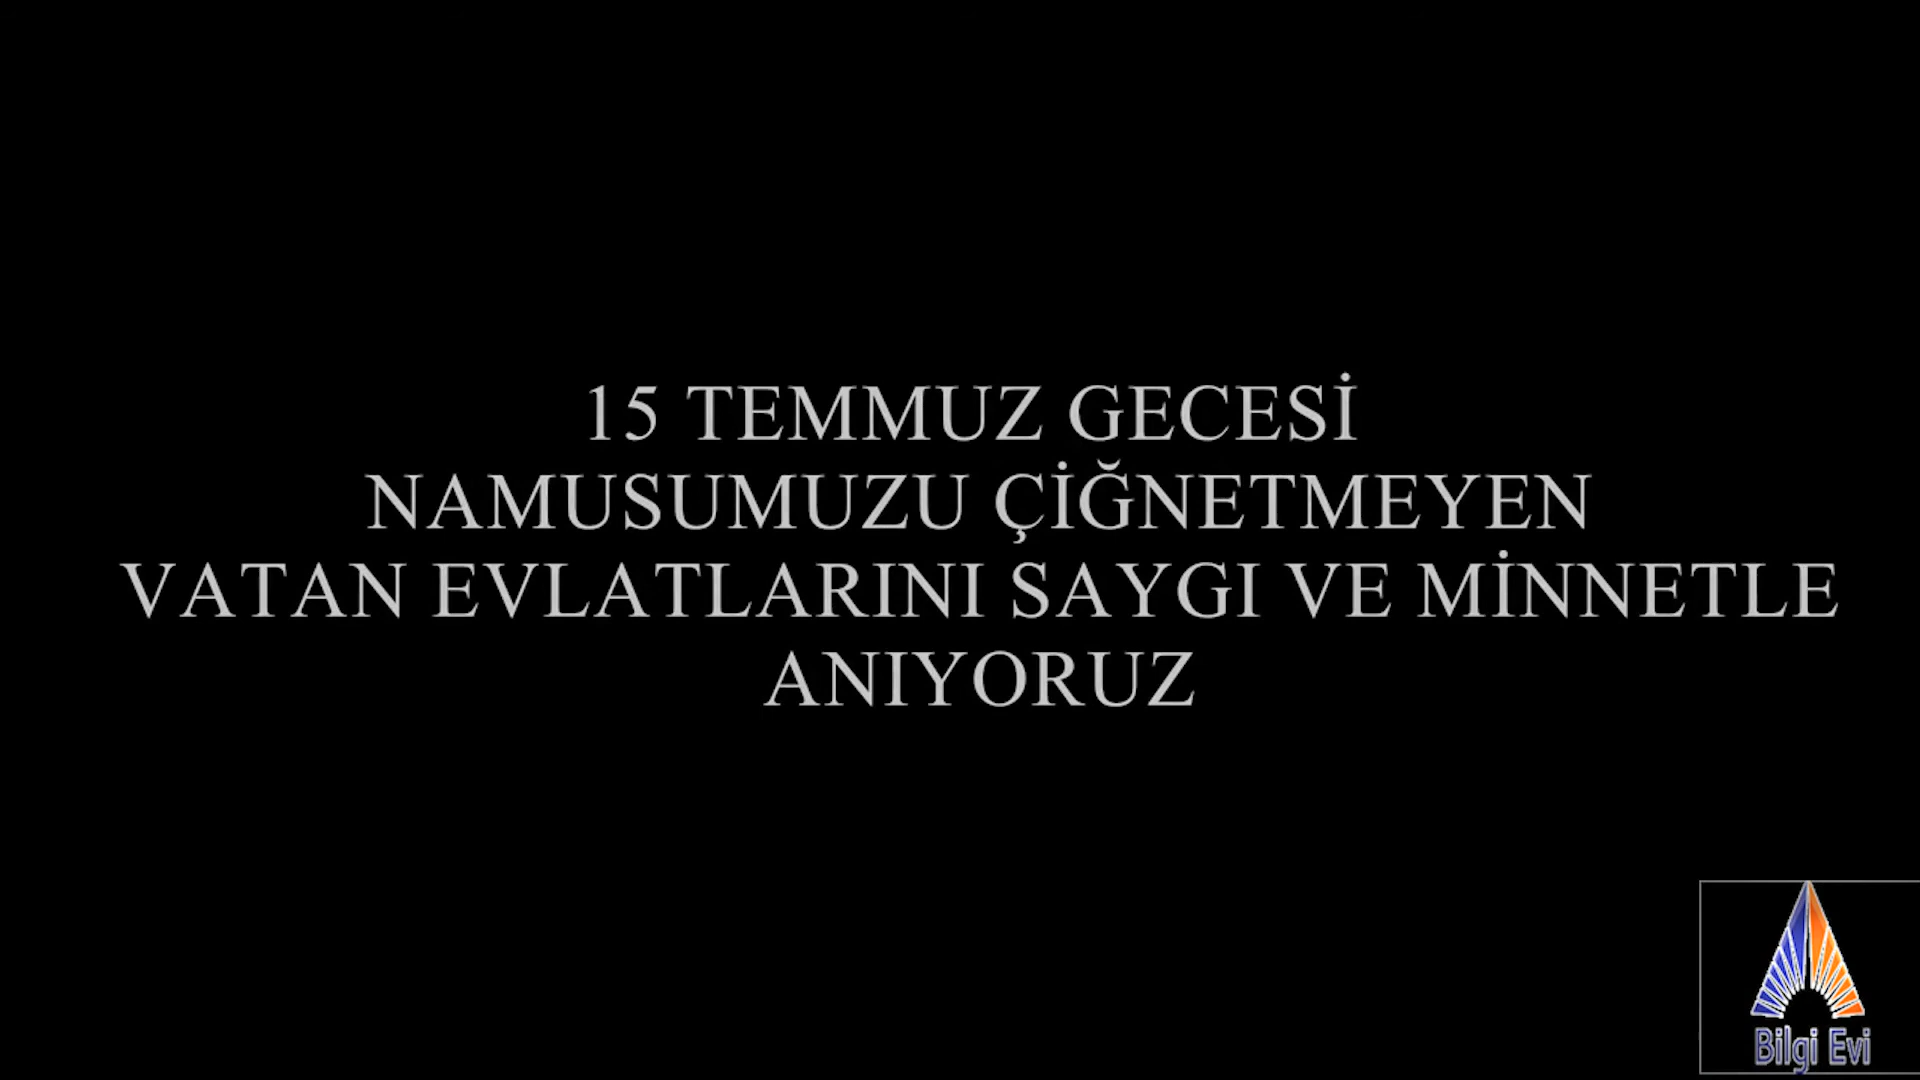 15 TEMMUZ GECESİ
NAMUSUMUZU ÇİĞNETMEYEN
VATAN EVLATLARINI SAYGI VE MİNNETLE
ANIYORUZ
Bilgi Evi